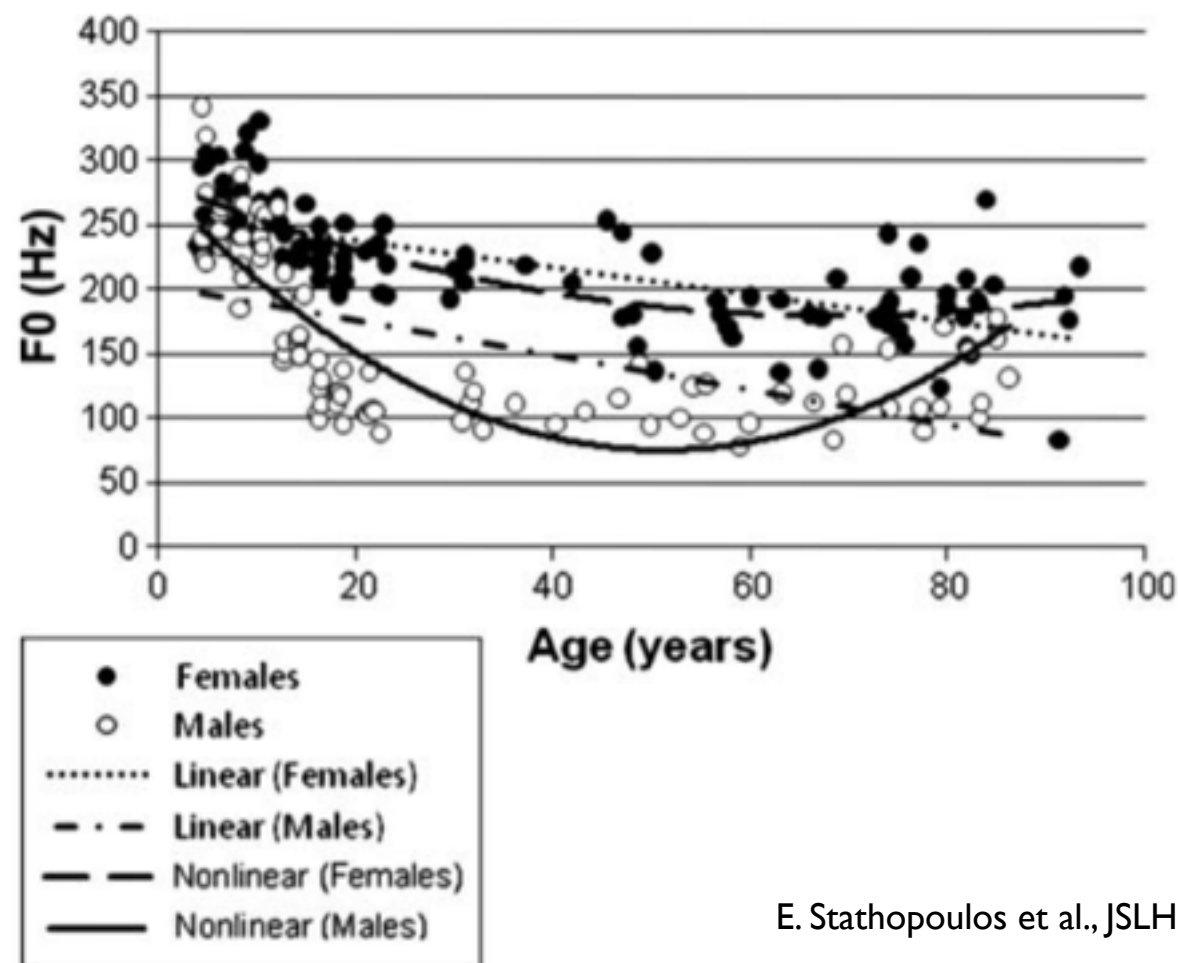 400
350
300
250
200
150
100
50
0
F0 (Hz)
0 20 40 60 80 100
Age (years)
Females
Males
Linear (Females)
Linear (Males)
Nonlinear (Females)
Nonlinear (Males)
E. Stathopoulos et al., JSLH